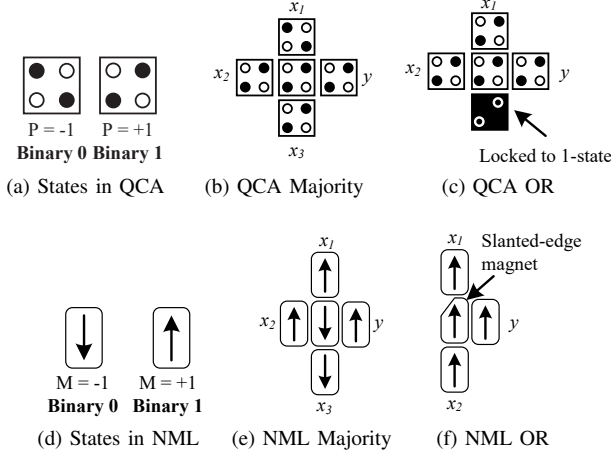 x1
x2
y
x3
x1
x2
y
Locked to 1-state
P = -1
P = +1
Binary 0
Binary 1
(a) States in QCA
(b) QCA Majority
(c) QCA OR
x1
x2
y
x3
x1
Slanted-edge
magnet
y
x2
M = -1
M = +1
Binary 0
Binary 1
(d) States in NML
(e) NML Majority
(f) NML OR